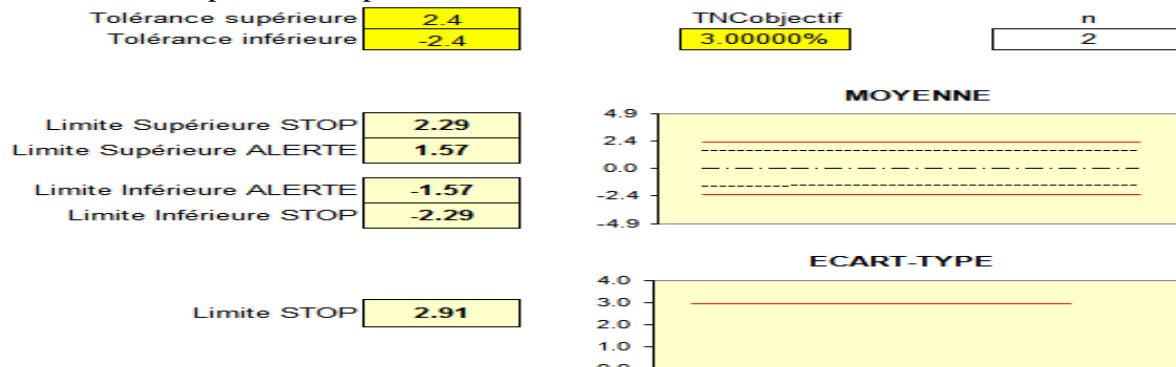 Tolérance supérieure 2.4 TNCobjectif n
Tolérance inférieure -2.4 3.00000% 2
MOYENNE
Limite Supérieure STOP 2.29
Limite Supérieure ALERTE 1.57
Limite Inférieure ALERTE -1.57
Limite Inférieure STOP -2.29
4.9
2.4
0.0
-2.4
-4.9
ECART-TYPE
Limite STOP 2.91
4.0
3.0
2.0
1.0